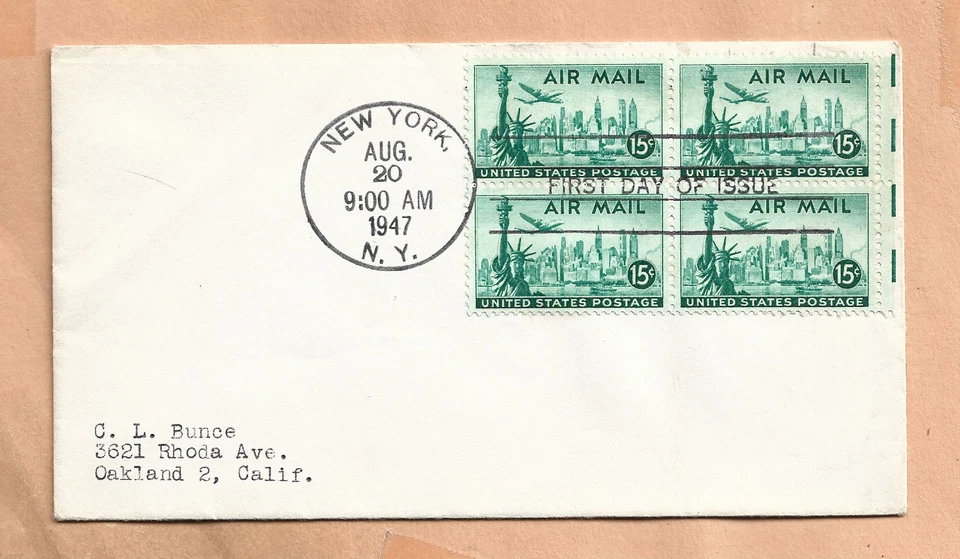 AIR MAIL
15¢
UNITED STATES POSTAGE
AIR MAIL
15¢
UNITED STATES POSTAGE
NEW YORK,
AUG.
20
9:00 AM
1947
N. Y.
FIRST DAY OF ISSUE
AIR MAIL
15¢
UNITED STATES POSTAGE
AIR MAIL
15¢
UNITED STATES POSTAGE
C. L. Bunce
3621 Rhoda Ave.
Oakland 2, Calif.